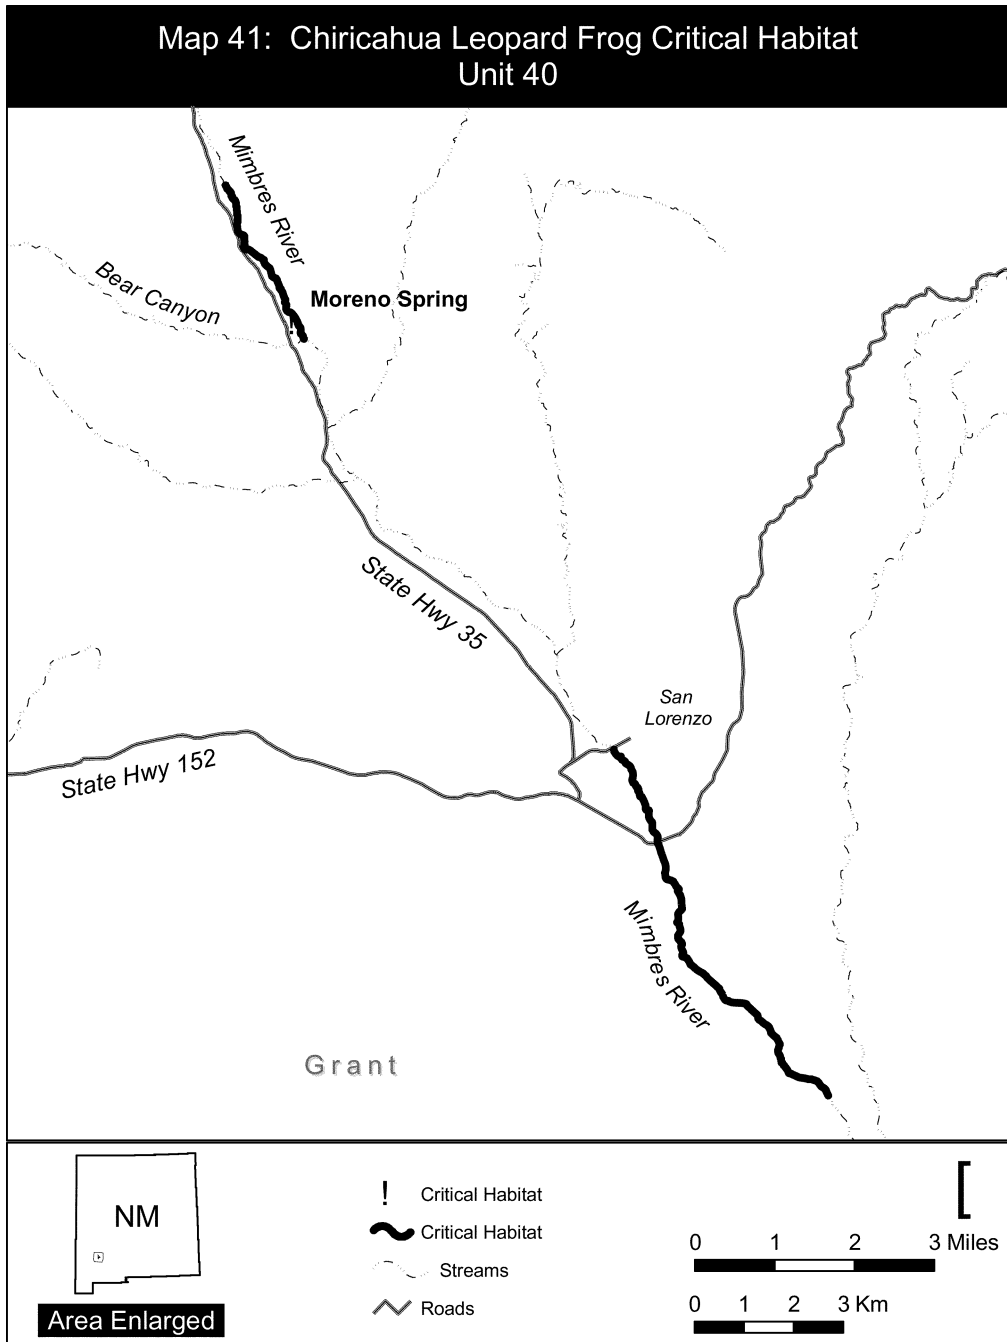 Map 41: Chiricahua Leopard Frog Critical Habitat
Unit 40
Mimbres River
Bear Canyon
Moreno Spring
!
State Hwy 35
San
Lorenzo
State Hwy 152
Mimbres River
Grant
NM
Area Enlarged
! Critical Habitat
Critical Habitat
Streams
Roads
[
0 1 2 3 Miles
0 1 2 3 Km